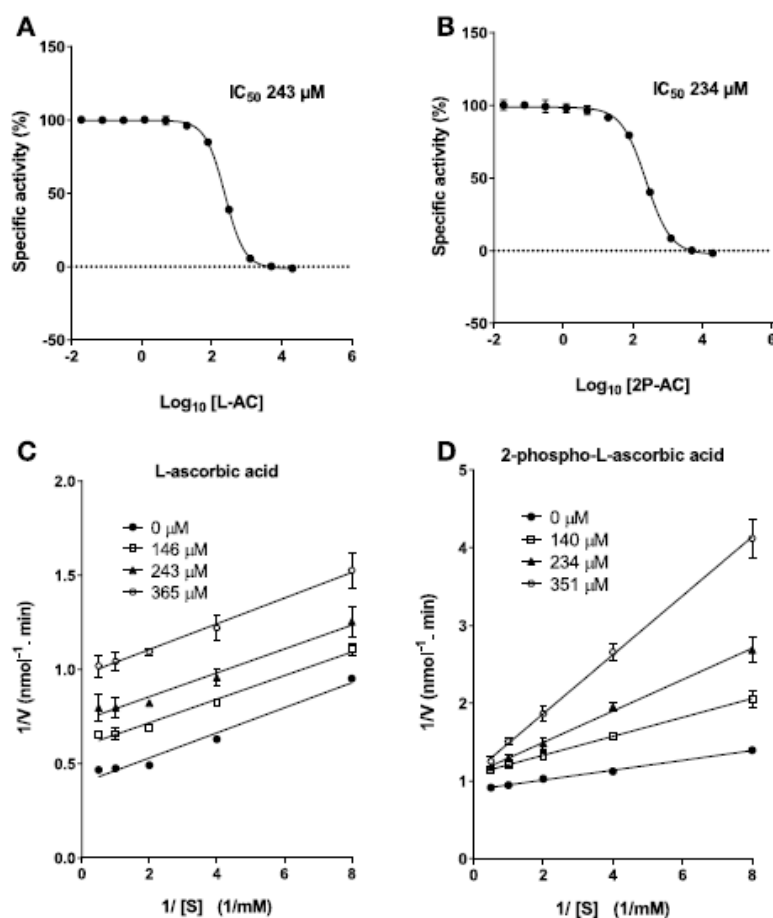 A
150
100
50
0
-50
-2
0
2
4
6
Specific activity (%)
IC50 243 µM
Log10 [L-AC]
B
150
100
50
0
-50
-2
0
2
4
6
Specific activity (%)
IC50 234 µM
Log10 [2P-AC]
C
L-ascorbic acid
2.0
1.5
1.0
0.5
0.0
0
2
4
6
8
1/V (nmol-1. min)
0 µM
146 µM
243 µM
365 µM
1/ [S] (1/mM)
D
2-phospho-L-ascorbic acid
5
4
3
2
1
0
0
2
4
6
8
1/V (nmol-1. min)
0 µM
140 µM
234 µM
351 µM
1/ [S] (1/mM)